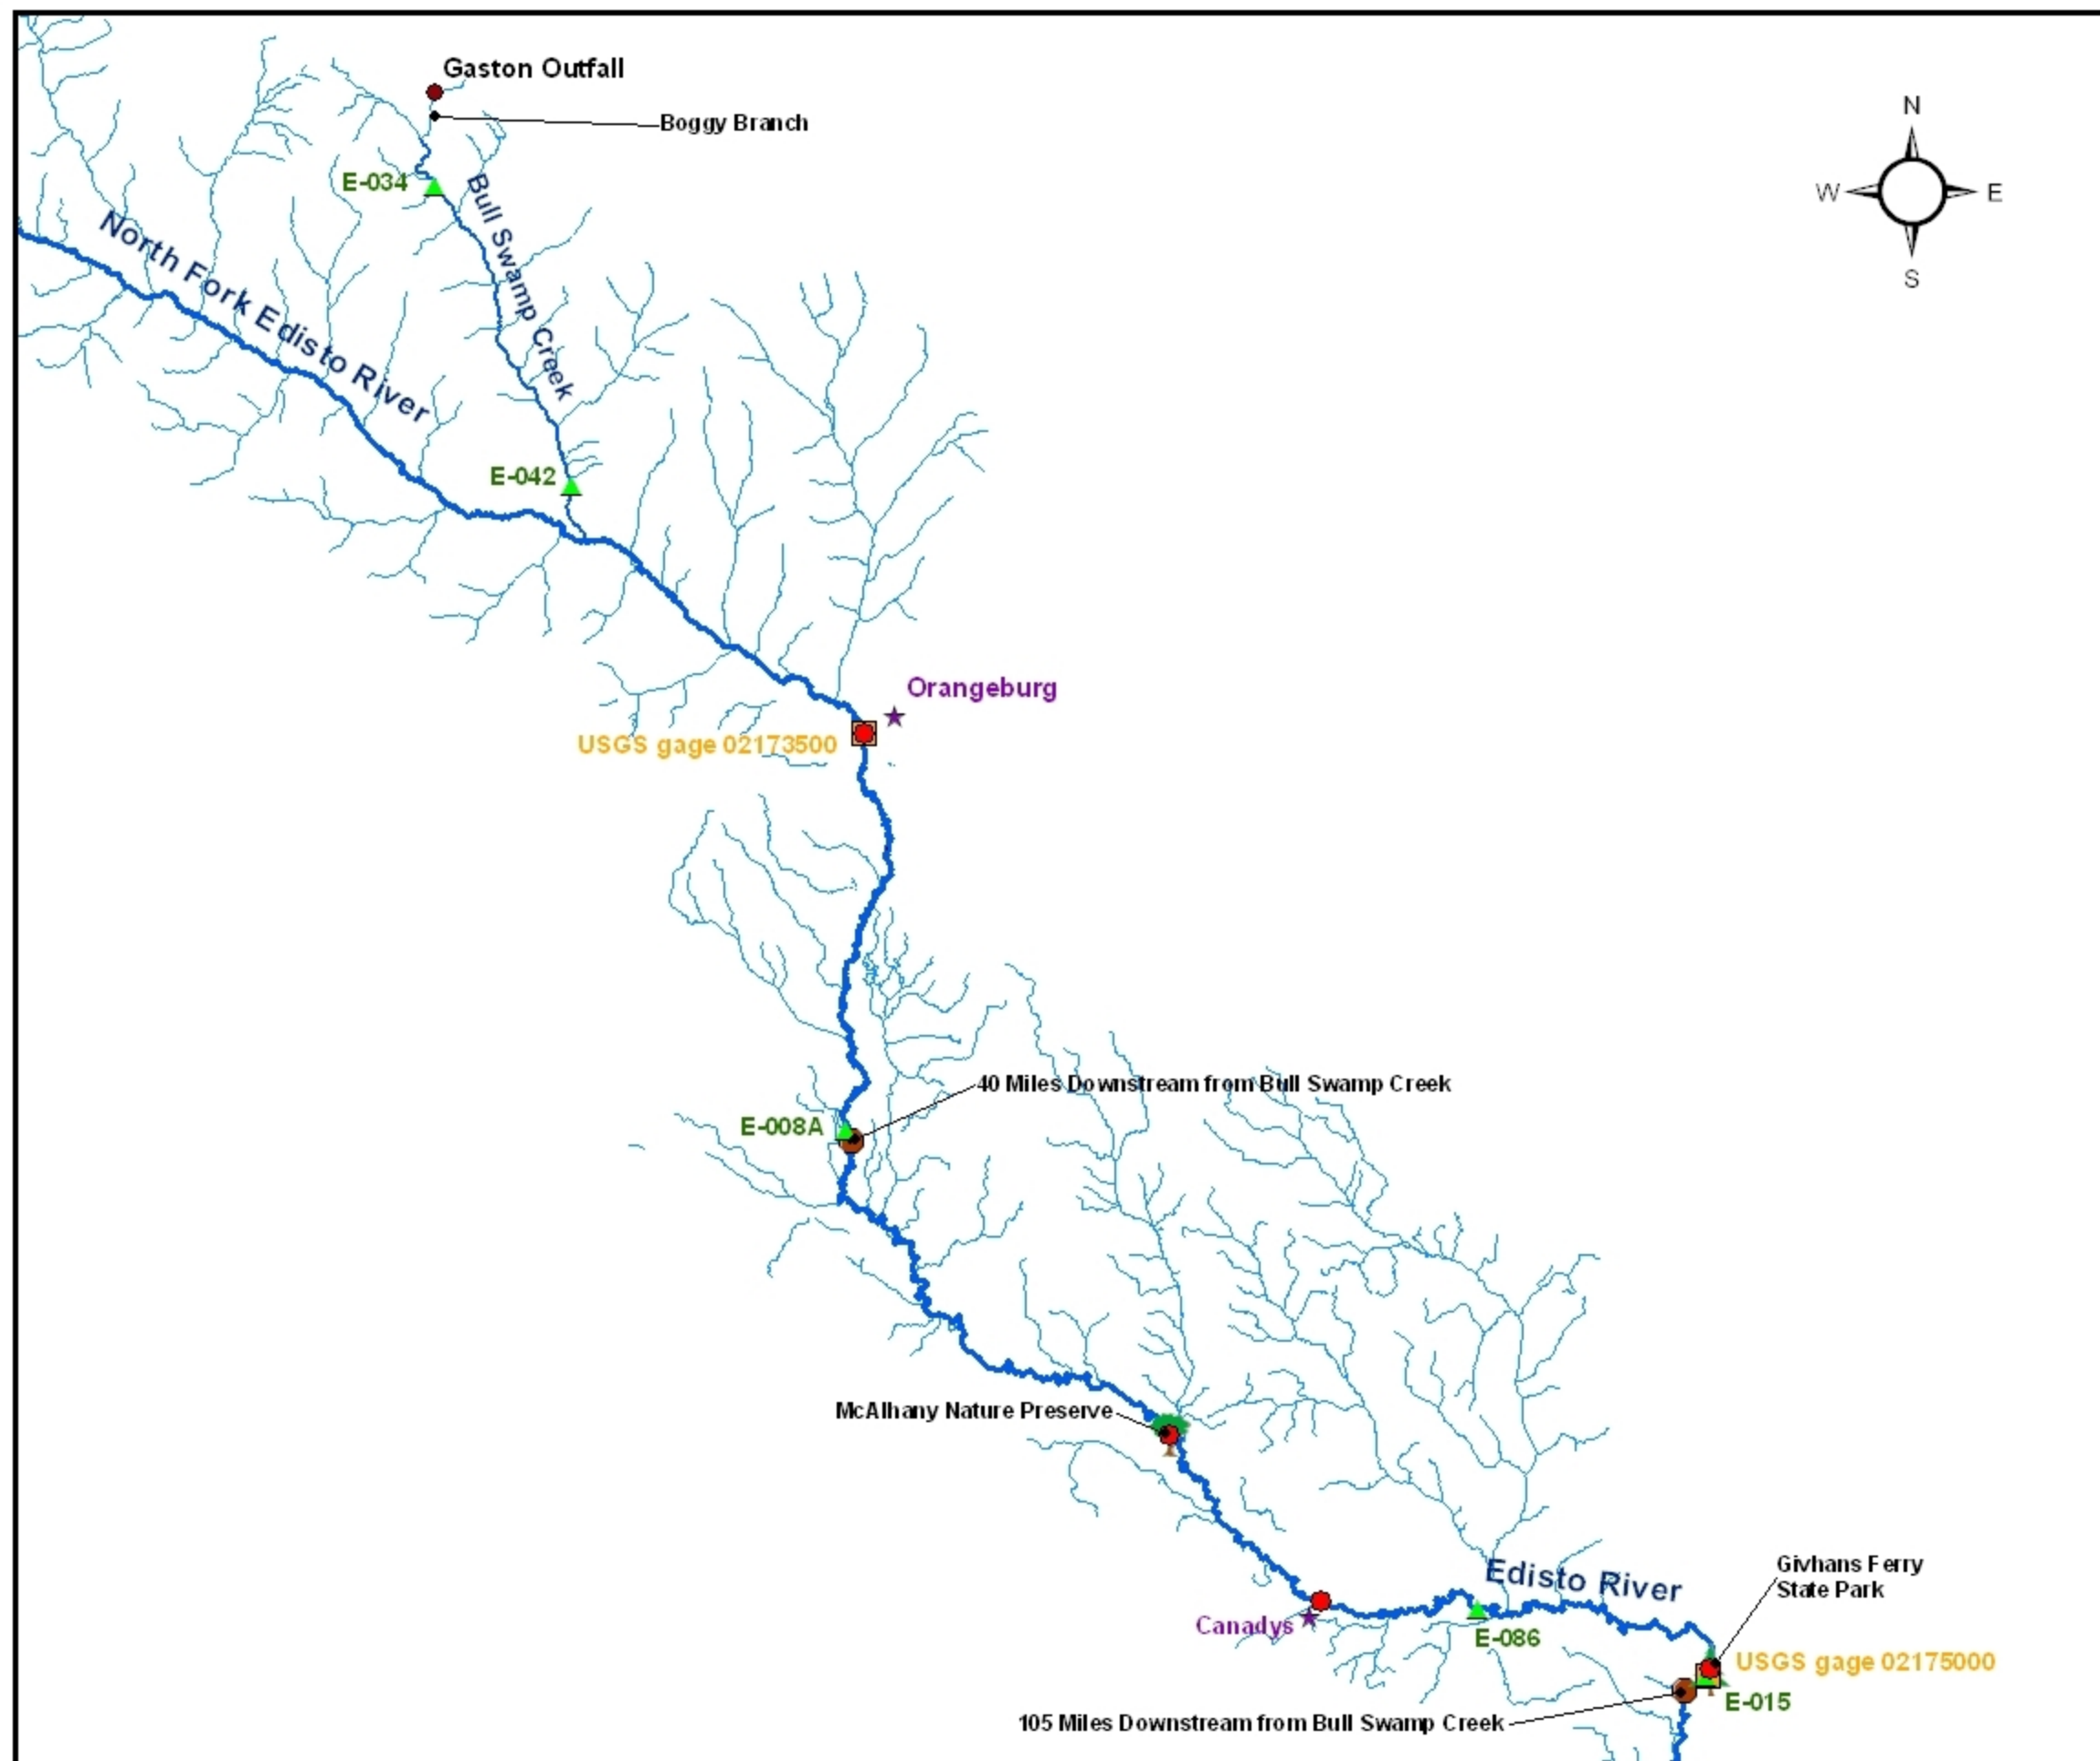 Gaston Outfall
Boggy Branch
N
W
E
S
E-034
Bull Swamp Creek
North Fork Edisto River
E-042
Orangeburg
USGS gage 02173500
40 Miles Downstream from Bull Swamp Creek
E-008A
McAlhany Nature Preserve
Edisto River
Givhans Ferry
State Park
Canadys
E-086
USGS gage 02175000
E-015
105 Miles Downstream from Bull Swamp Creek